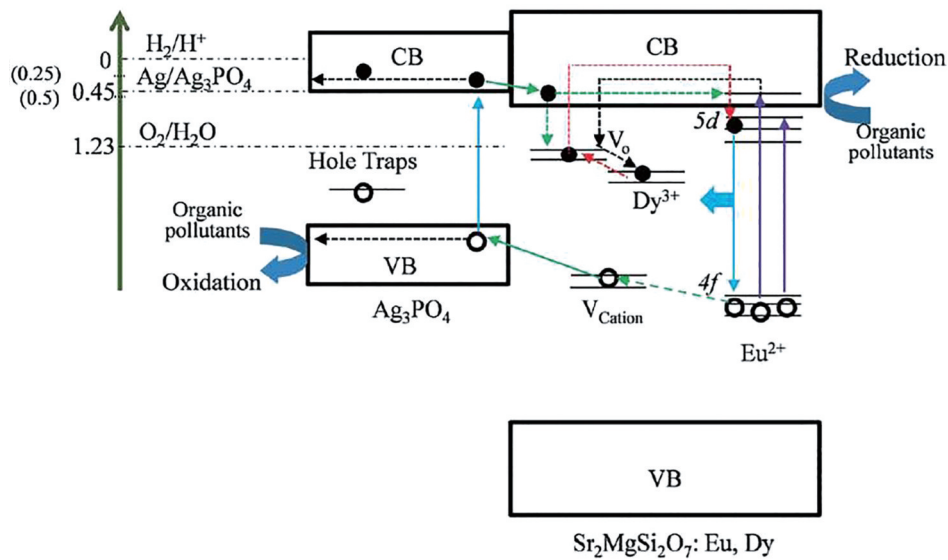 H₂/H⁺
0
CB
CB
Reduction
(0.25)
Ag/Ag₃PO₄
(0.5)
0.45
5d
Organic
pollutants
O₂/H₂O
1.23
Vₒ
Hole Traps
Dy³⁺
Organic
pollutants
Oxidation
VB
4f
Ag₃PO₄
V_Cation
Eu²⁺
VB
Sr₂MgSi₂O₇: Eu, Dy